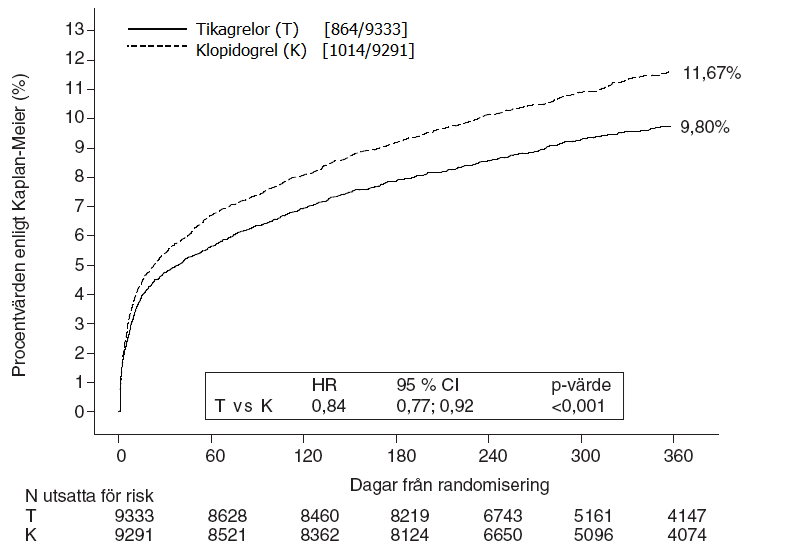 Tikagrelor (T) [864/9333]
Klopidogrel (K) [1014/9291]
Procentvärden enligt Kaplan-Meier (%)
13
12
11
10
9
8
7
6
5
4
3
2
1
0
11,67%
9,80%
HR 95 % CI p-värde
T vs K 0,84 0,77; 0,92 <0,001
0 60 120 180 240 300 360
Dagar från randomisering
N utsatta för risk
T 9333 8628 8460 8219 6743 5161 4147
K 9291 8521 8362 8124 6650 5096 4074